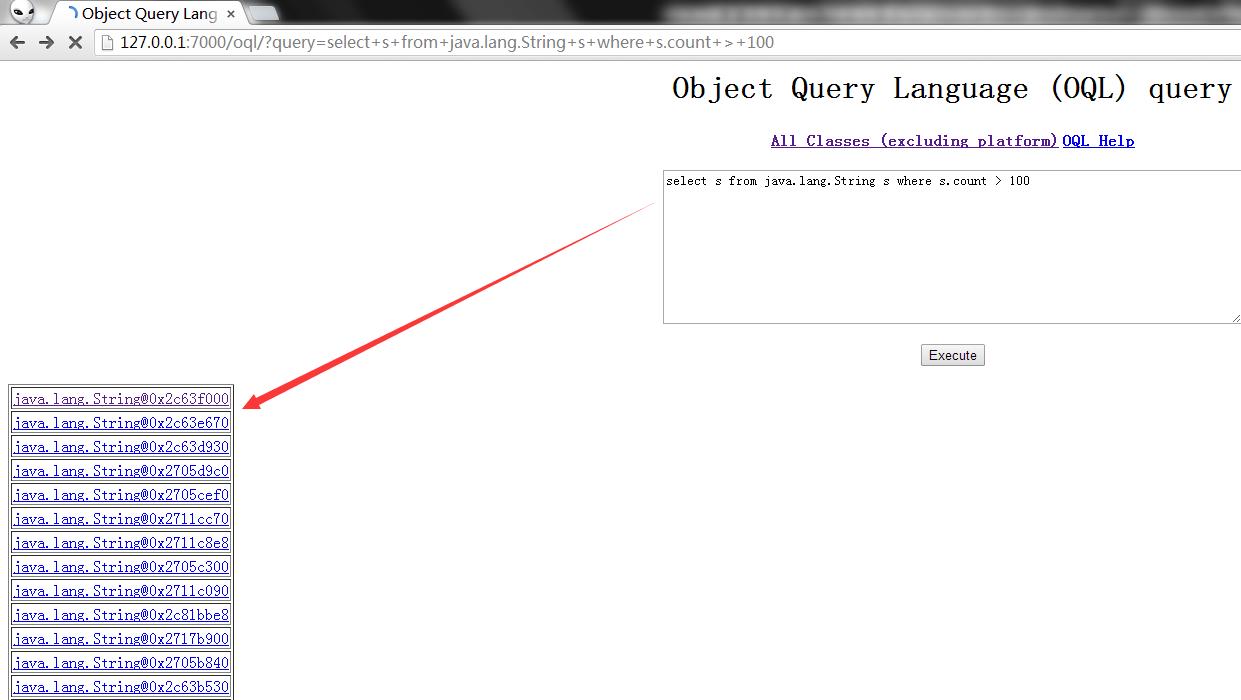 Object Query Lang
127.0.0.1:7000/oql/?query=select+s+from+java.lang.String+s+where+s.count+>+100
Object Query Language (OQL) query
All Classes (excluding platform) OQL Help
select s from java.lang.String s where s.count > 100
Execute
java.lang.String@0x2c63f000
java.lang.String@0x2c63e670
java.lang.String@0x2c63d930
java.lang.String@0x2705d9c0
java.lang.String@0x2705cef0
java.lang.String@0x2711cc70
java.lang.String@0x2711c8e8
java.lang.String@0x2705c300
java.lang.String@0x2711c090
java.lang.String@0x2c81bbe8
java.lang.String@0x2717b900
java.lang.String@0x2705b840
java.lang.String@0x2c63b530